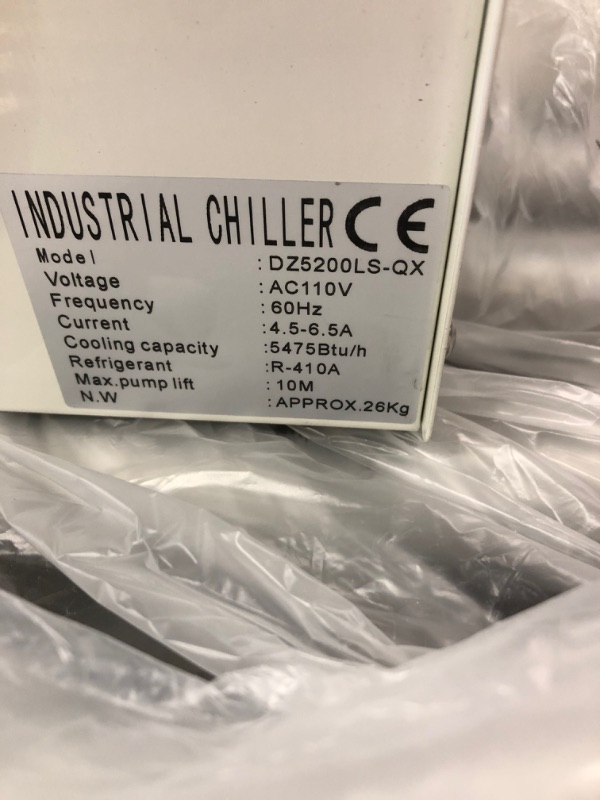 INDUSTRIAL CHILLER CE
Model : DZ5200LS-QX
Voltage : AC110V
Frequency : 60Hz
Current : 4.5-6.5A
Cooling capacity : 5475Btu/h
Refrigerant : R-410A
Max.pump lift : 10M
N.W : APPROX.26Kg